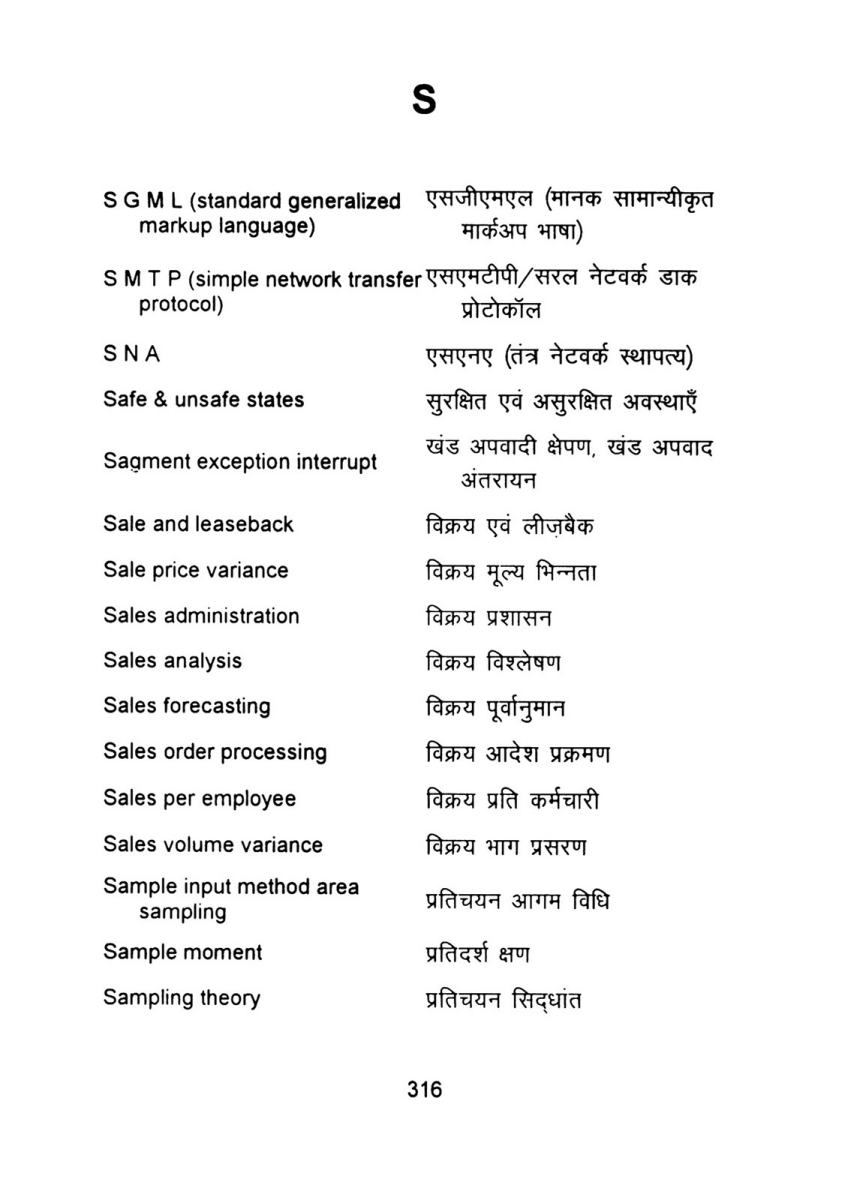 S
S G M L (standard generalized एसजीएमएल (मानक सामान्यीकृत
markup language) मार्कअप भाषा)
S M T P (simple network transfer एसएमटीपी/सरल नेटवर्क डाक
protocol) प्रोटोकॉल
S N A एसएनए (तंत्र नेटवर्क स्थापत्य)
Safe & unsafe states सुरक्षित एवं असुरक्षित अवस्थाएँ
Sagment exception interrupt खंड अपवादी क्षेपण, खंड अपवाद
अंतरायन
Sale and leaseback विक्रय एवं लीज़बैक
Sale price variance विक्रय मूल्य भिन्नता
Sales administration विक्रय प्रशासन
Sales analysis विक्रय विश्लेषण
Sales forecasting विक्रय पूर्वानुमान
Sales order processing विक्रय आदेश प्रक्रमण
Sales per employee विक्रय प्रति कर्मचारी
Sales volume variance विक्रय भाग प्रसरण
Sample input method area
sampling प्रतिचयन आगम विधि
Sample moment प्रतिदर्श क्षण
Sampling theory प्रतिचयन सिद्धांत
316